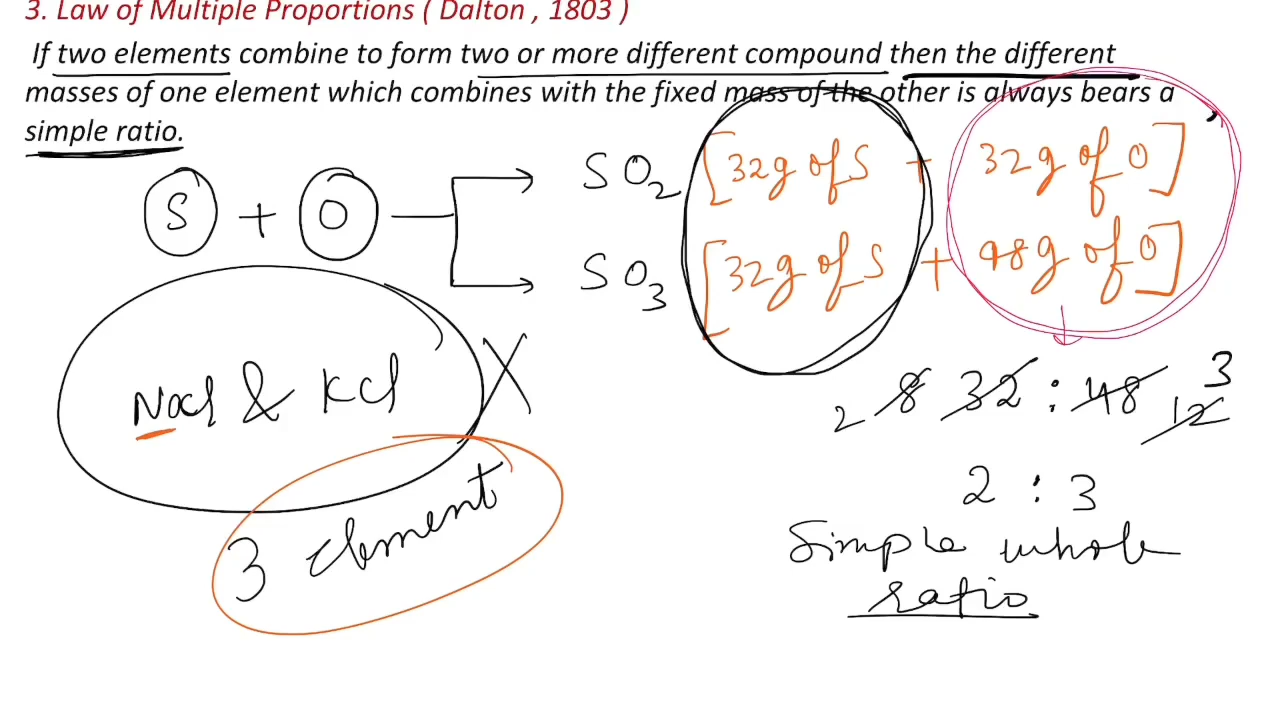 3. Law of Multiple Proportions ( Dalton , 1803 )
If two elements combine to form two or more different compound then the different
masses of one element which combines with the fixed mass of the other is always bears a
simple ratio.
S + O
SO2 [32g of S + 32g of O]
SO3 [32g of S + 48g of O]
NaCl & KCl X
3 element
2 8 32 : 48 12 3
2 : 3
Simple whole
ratio